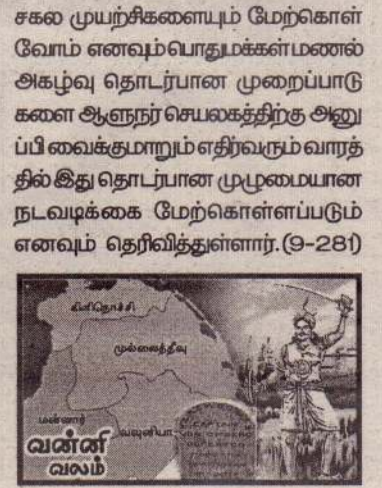 சகல முயற்சிகளையும் மேற்கொள்
வோம் எனவும் பொதுமக்கள் மணல்
அகழ்வு தொடர்பான முறைப்பாடு
களை ஆளுநர் செயலகத்திற்கு அனு
ப்பி வைக்குமாறும் எதிர்வரும் வாரத்
தில் இது தொடர்பான முழுமையான
நடவடிக்கை மேற்கொள்ளப்படும்
எனவும் தெரிவித்துள்ளார்.(9-281)
கிளிநொச்சி
முல்லைத்தீவு
மன்னார்
வவுனியா
வன்னி
வலம்